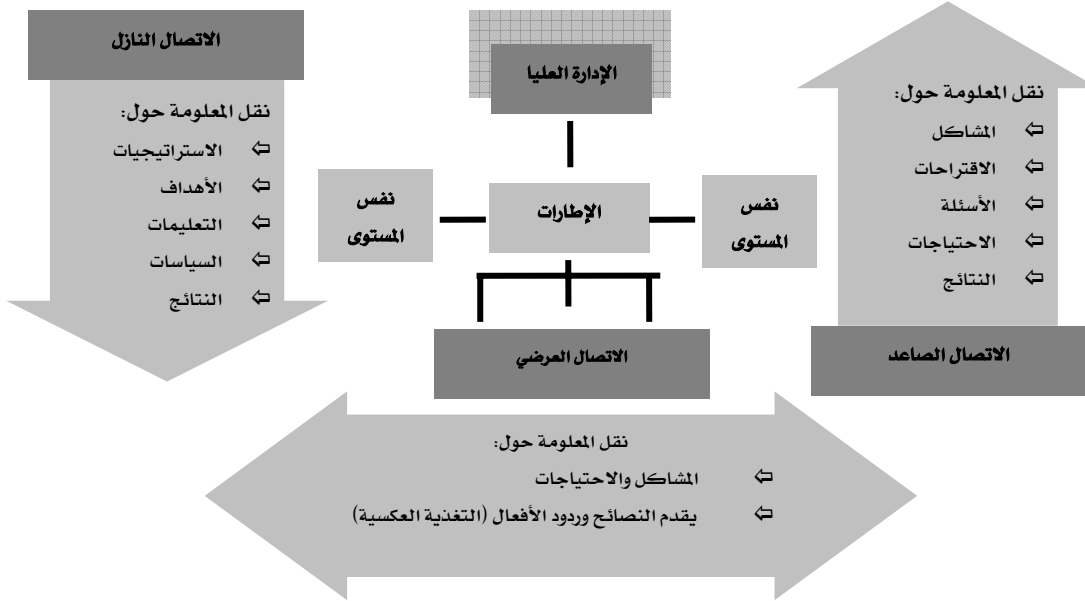 الاتصال النازل
نقل المعلومة حول:
الاستراتيجيات
الأهداف
التعليمات
السياسات
النتائج
الإدارة العليا
نفس
المستوى
الإطارات
نفس
المستوى
نقل المعلومة حول:
المشاكل
الاقتراحات
الأسئلة
الاحتياجات
النتائج
الاتصال الصاعد
الاتصال العرضي
نقل المعلومة حول:
المشاكل والاحتياجات
يقدم النصائح وردود الأفعال (التغذية العكسية)